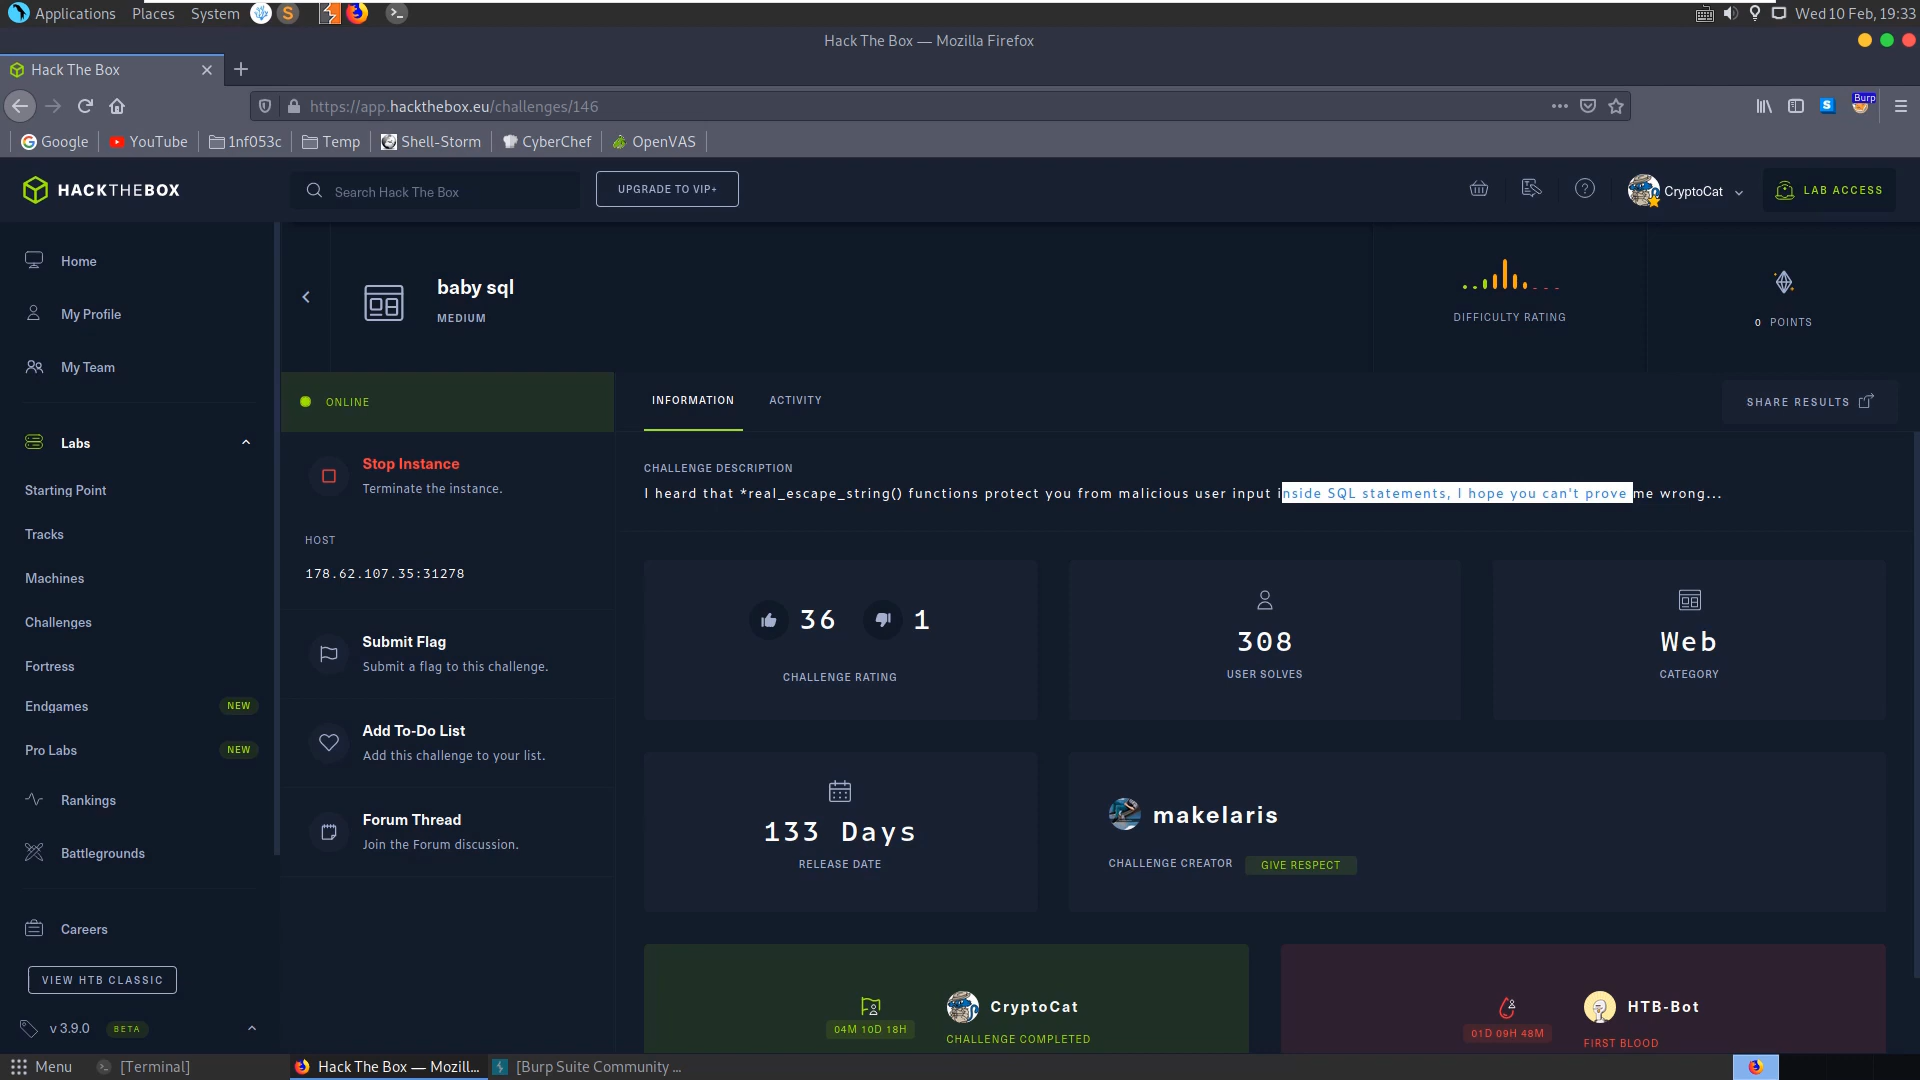 Applications Places System Wed 10 Feb, 19:33
Hack The Box — Mozilla Firefox
Hack The Box
https://app.hackthebox.eu/challenges/146
Burp
Google YouTube 1nf053c Temp Shell-Storm CyberChef OpenVAS
HACKTHEBOX
Search Hack The Box
UPGRADE TO VIP+
CryptoCat
LAB ACCESS
Home
My Profile
My Team
Labs
Starting Point
Tracks
Machines
Challenges
Fortress
Endgames NEW
Pro Labs NEW
Rankings
Battlegrounds
Careers
VIEW HTB CLASSIC
v 3.9.0 BETA
baby sql
MEDIUM
DIFFICULTY RATING
0 POINTS
ONLINE
Stop Instance
Terminate the instance.
HOST
178.62.107.35:31278
Submit Flag
Submit a flag to this challenge.
Add To-Do List
Add this challenge to your list.
Forum Thread
Join the Forum discussion.
INFORMATION ACTIVITY
SHARE RESULTS
CHALLENGE DESCRIPTION
I heard that *real_escape_string() functions protect you from malicious user input inside SQL statements, I hope you can't prove me wrong...
36 1
CHALLENGE RATING
308
USER SOLVES
Web
CATEGORY
133 Days
RELEASE DATE
makelaris
CHALLENGE CREATOR GIVE RESPECT
04M 10D 18H
CryptoCat
CHALLENGE COMPLETED
01D 09H 48M
HTB-Bot
FIRST BLOOD
Menu [Terminal] Hack The Box — Mozill... [Burp Suite Community ...